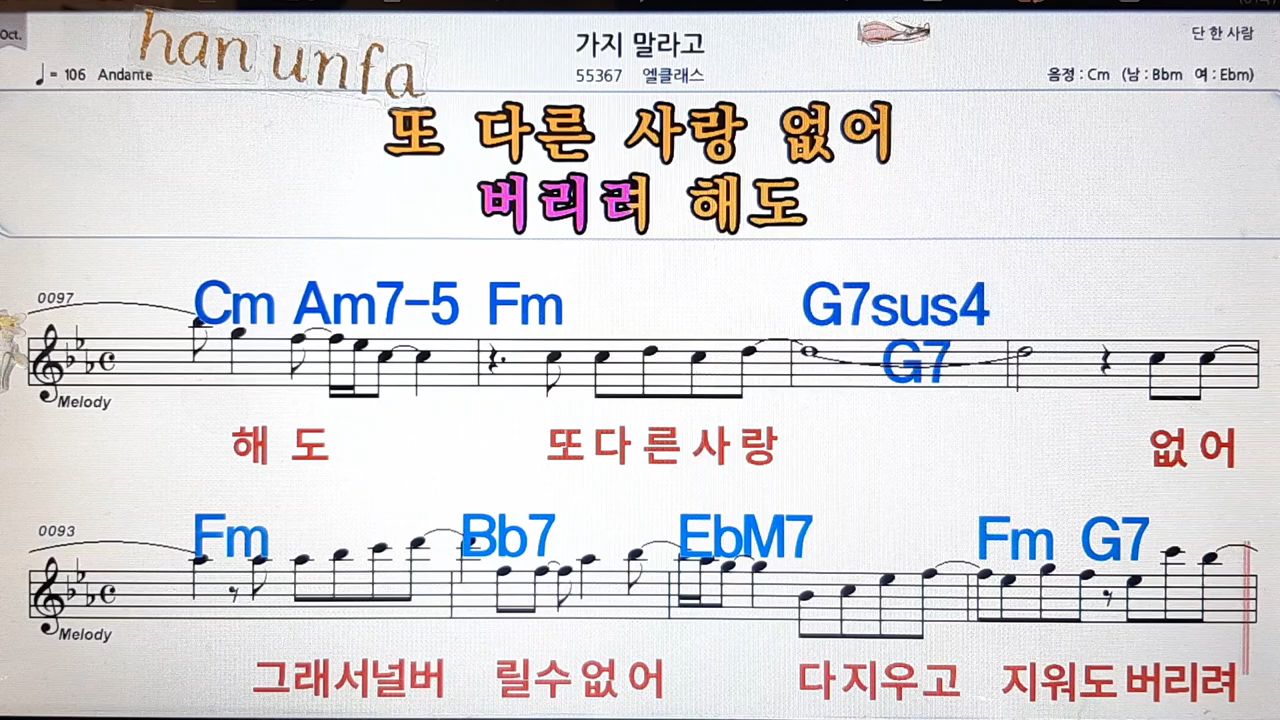 Oct.
han unfa
가지 말라고
단 한 사람
♩= 106 Andante
55367 엘클래스
음정 : Cm (남 : Bbm 여 : Ebm)
또 다른 사랑 없어
버리려 해도
0097
Cm Am7-5 Fm G7sus4
G7
Melody
해 도 또 다 른 사 랑 없 어
0093
Fm Bb7 EbM7 Fm G7
Melody
그래서널버 릴수 없 어 다 지우고 지워도 버리려